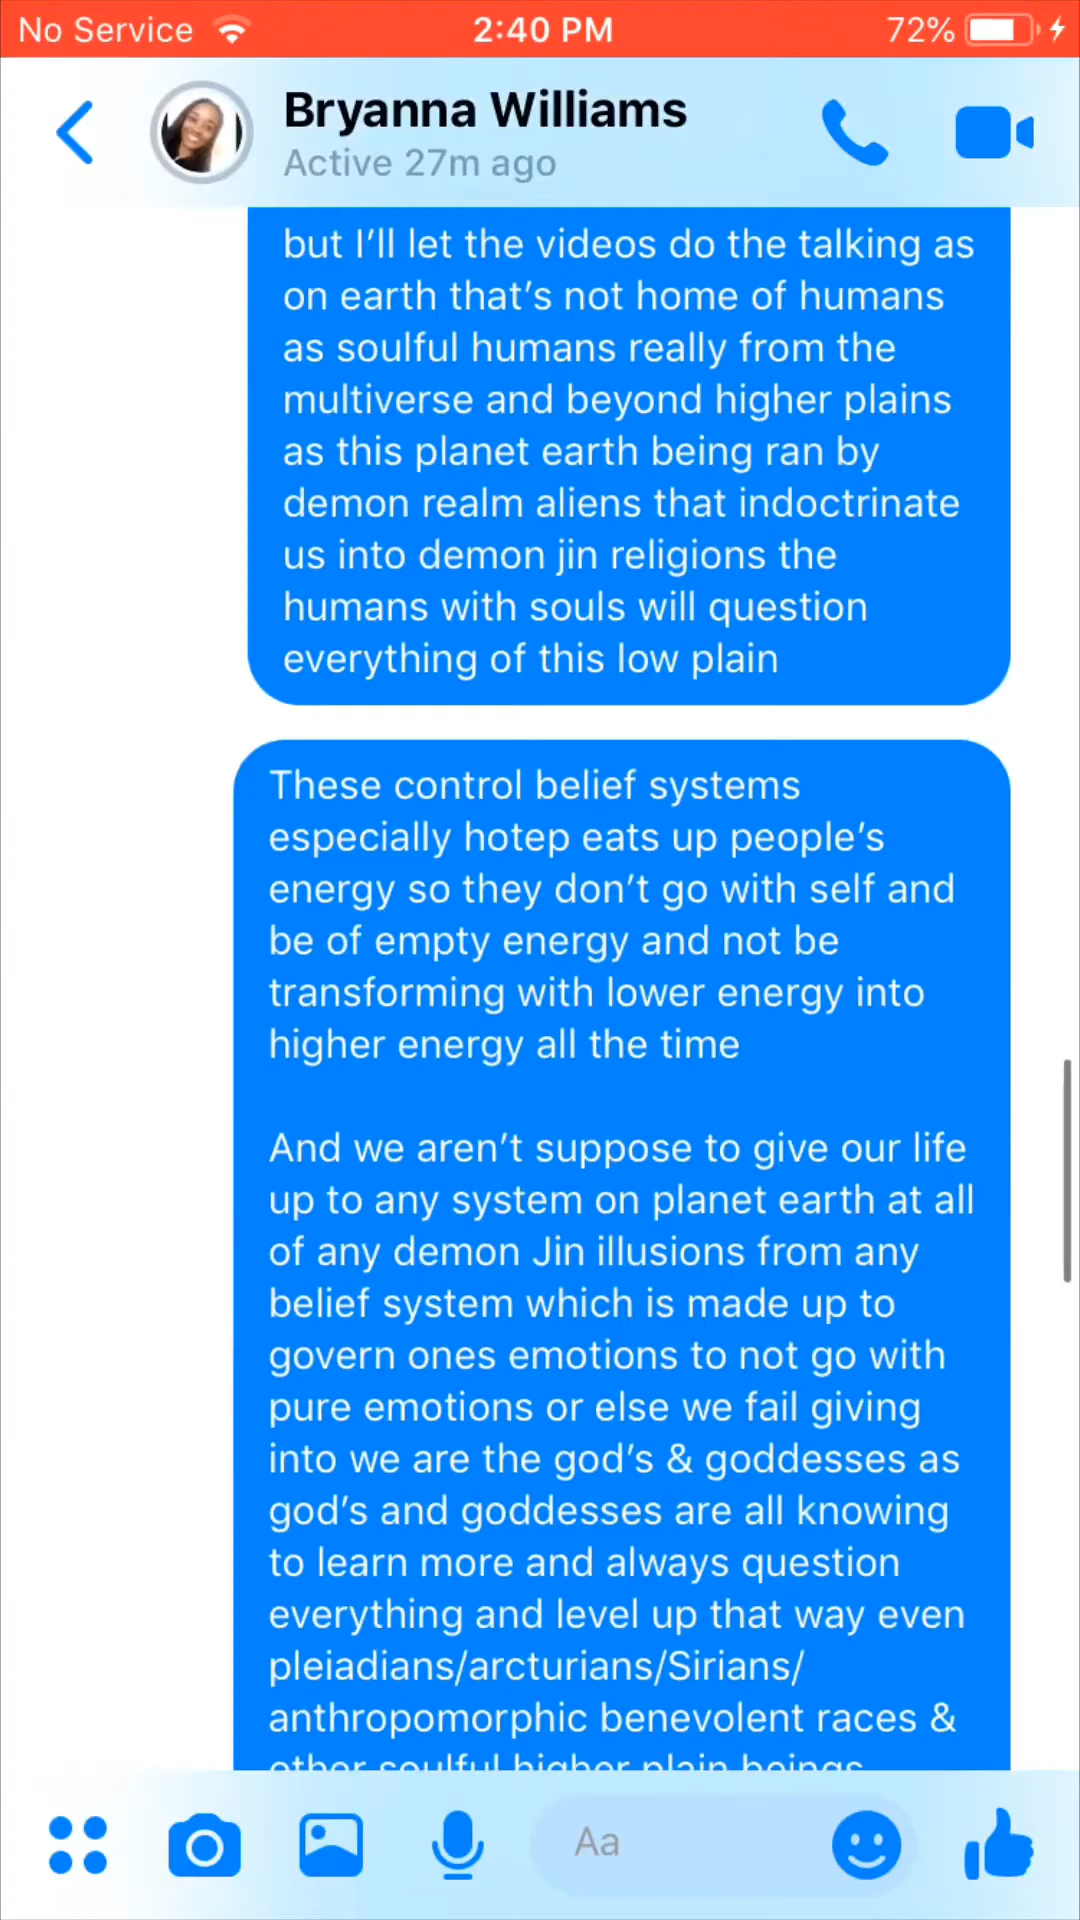 No Service 2:40 PM 72%
Bryanna Williams
Active 27m ago
but I’ll let the videos do the talking as
on earth that’s not home of humans
as soulful humans really from the
multiverse and beyond higher plains
as this planet earth being ran by
demon realm aliens that indoctrinate
us into demon jin religions the
humans with souls will question
everything of this low plain
These control belief systems
especially hotep eats up people’s
energy so they don’t go with self and
be of empty energy and not be
transforming with lower energy into
higher energy all the time
And we aren’t suppose to give our life
up to any system on planet earth at all
of any demon Jin illusions from any
belief system which is made up to
govern ones emotions to not go with
pure emotions or else we fail giving
into we are the god’s & goddesses as
god’s and goddesses are all knowing
to learn more and always question
everything and level up that way even
pleiadians/arcturians/Sirians/
anthropomorphic benevolent races &
other soulful higher plain beings
Aa